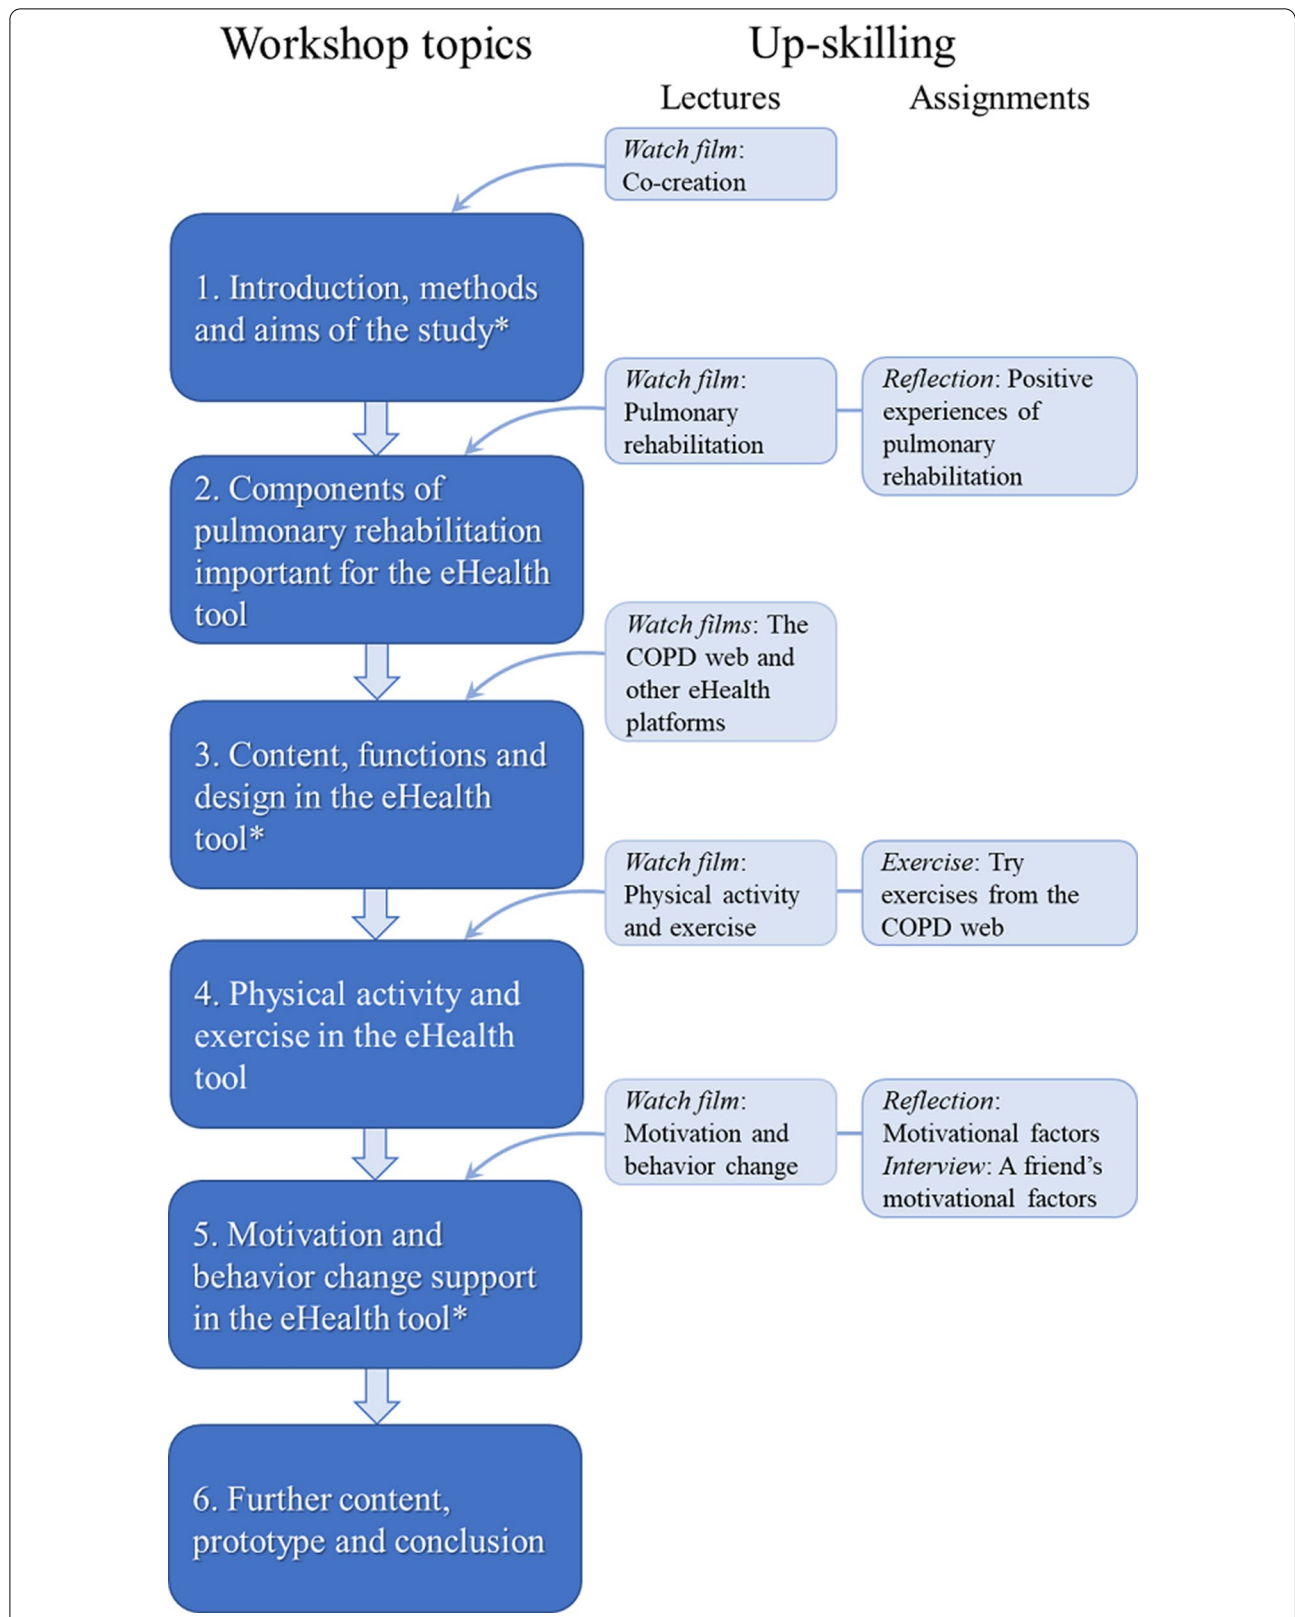 Workshop topics
Up-skilling
Lectures
Assignments
Watch film:
Co-creation
1. Introduction, methods
and aims of the study*
Watch film:
Pulmonary
rehabilitation
Reflection: Positive
experiences of
pulmonary
rehabilitation
2. Components of
pulmonary rehabilitation
important for the eHealth
tool
Watch films: The
COPD web and
other eHealth
platforms
3. Content, functions and
design in the eHealth
tool*
Watch film:
Physical activity
and exercise
Exercise: Try
exercises from the
COPD web
4. Physical activity and
exercise in the eHealth
tool
Watch film:
Motivation and
behavior change
Reflection:
Motivational factors
Interview: A friend's
motivational factors
5. Motivation and
behavior change support
in the eHealth tool*
6. Further content,
prototype and conclusion